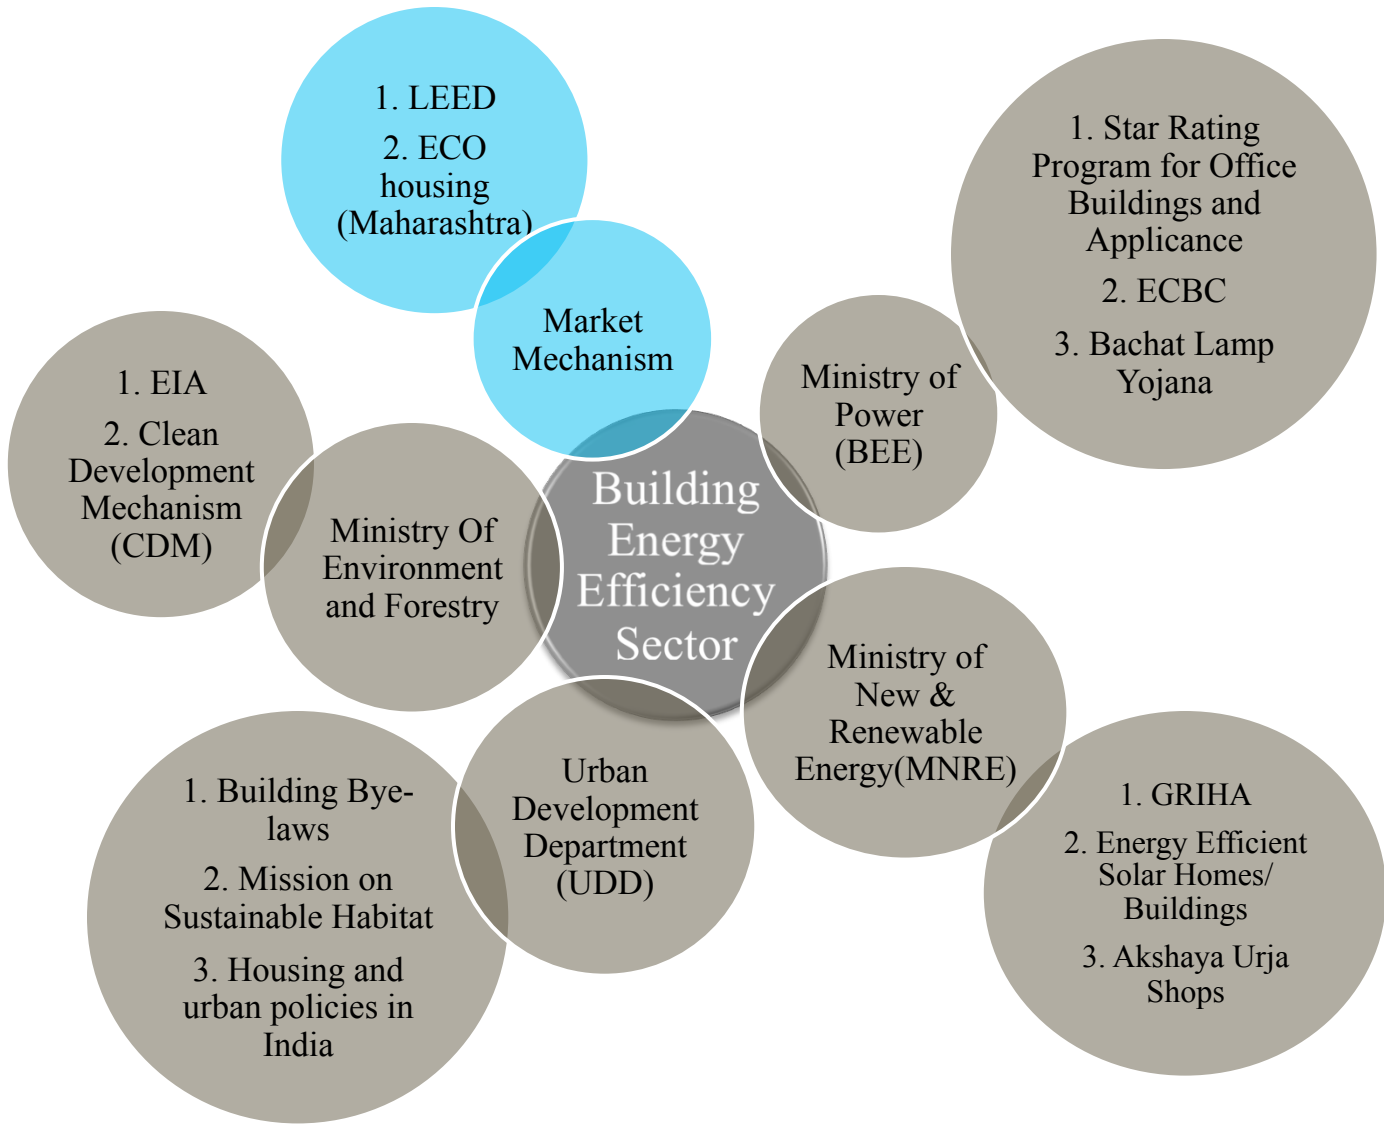 1. LEED
2. ECO
housing
(Maharashtra)
Market
Mechanism
1. Star Rating
Program for Office
Buildings and
Applicance
2. ECBC
3. Bachat Lamp
Yojana
Ministry of
Power
(BEE)
1. EIA
2. Clean
Development
Mechanism
(CDM)
Ministry Of
Environment
and Forestry
Building
Energy
Efficiency
Sector
Ministry of
New &
Renewable
Energy(MNRE)
1. GRIHA
2. Energy Efficient
Solar Homes/
Buildings
3. Akshaya Urja
Shops
Urban
Development
Department
(UDD)
1. Building Bye-
laws
2. Mission on
Sustainable Habitat
3. Housing and
urban policies in
India